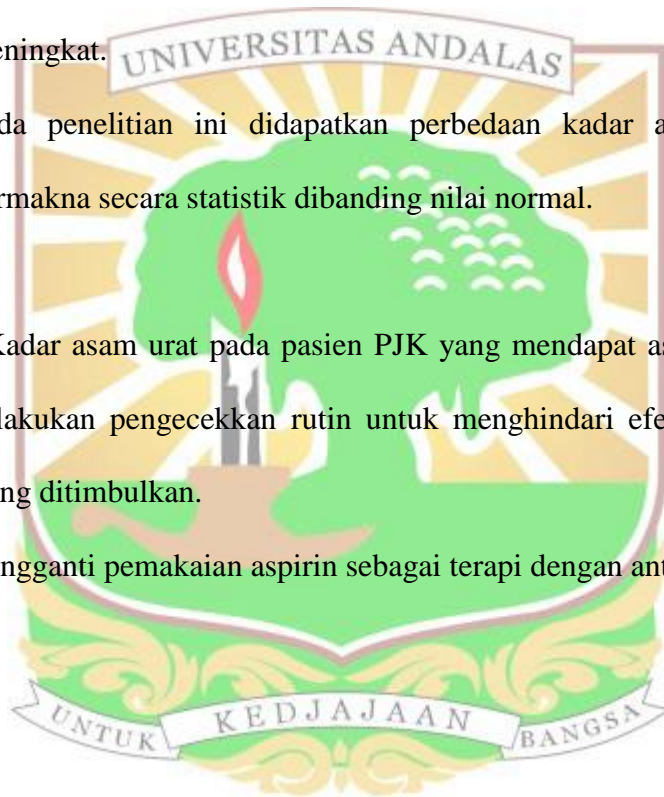 eningkat.
UNIVERSITAS ANDALAS
da penelitian ini didapatkan perbedaan kadar a
rmakna secara statistik dibanding nilai normal.
Kadar asam urat pada pasien PJK yang mendapat as
lakukan pengecekkan rutin untuk menghindari efe
ng ditimbulkan.
ngganti pemakaian aspirin sebagai terapi dengan ant
UNTUK KEDJAJAAN BANGSA